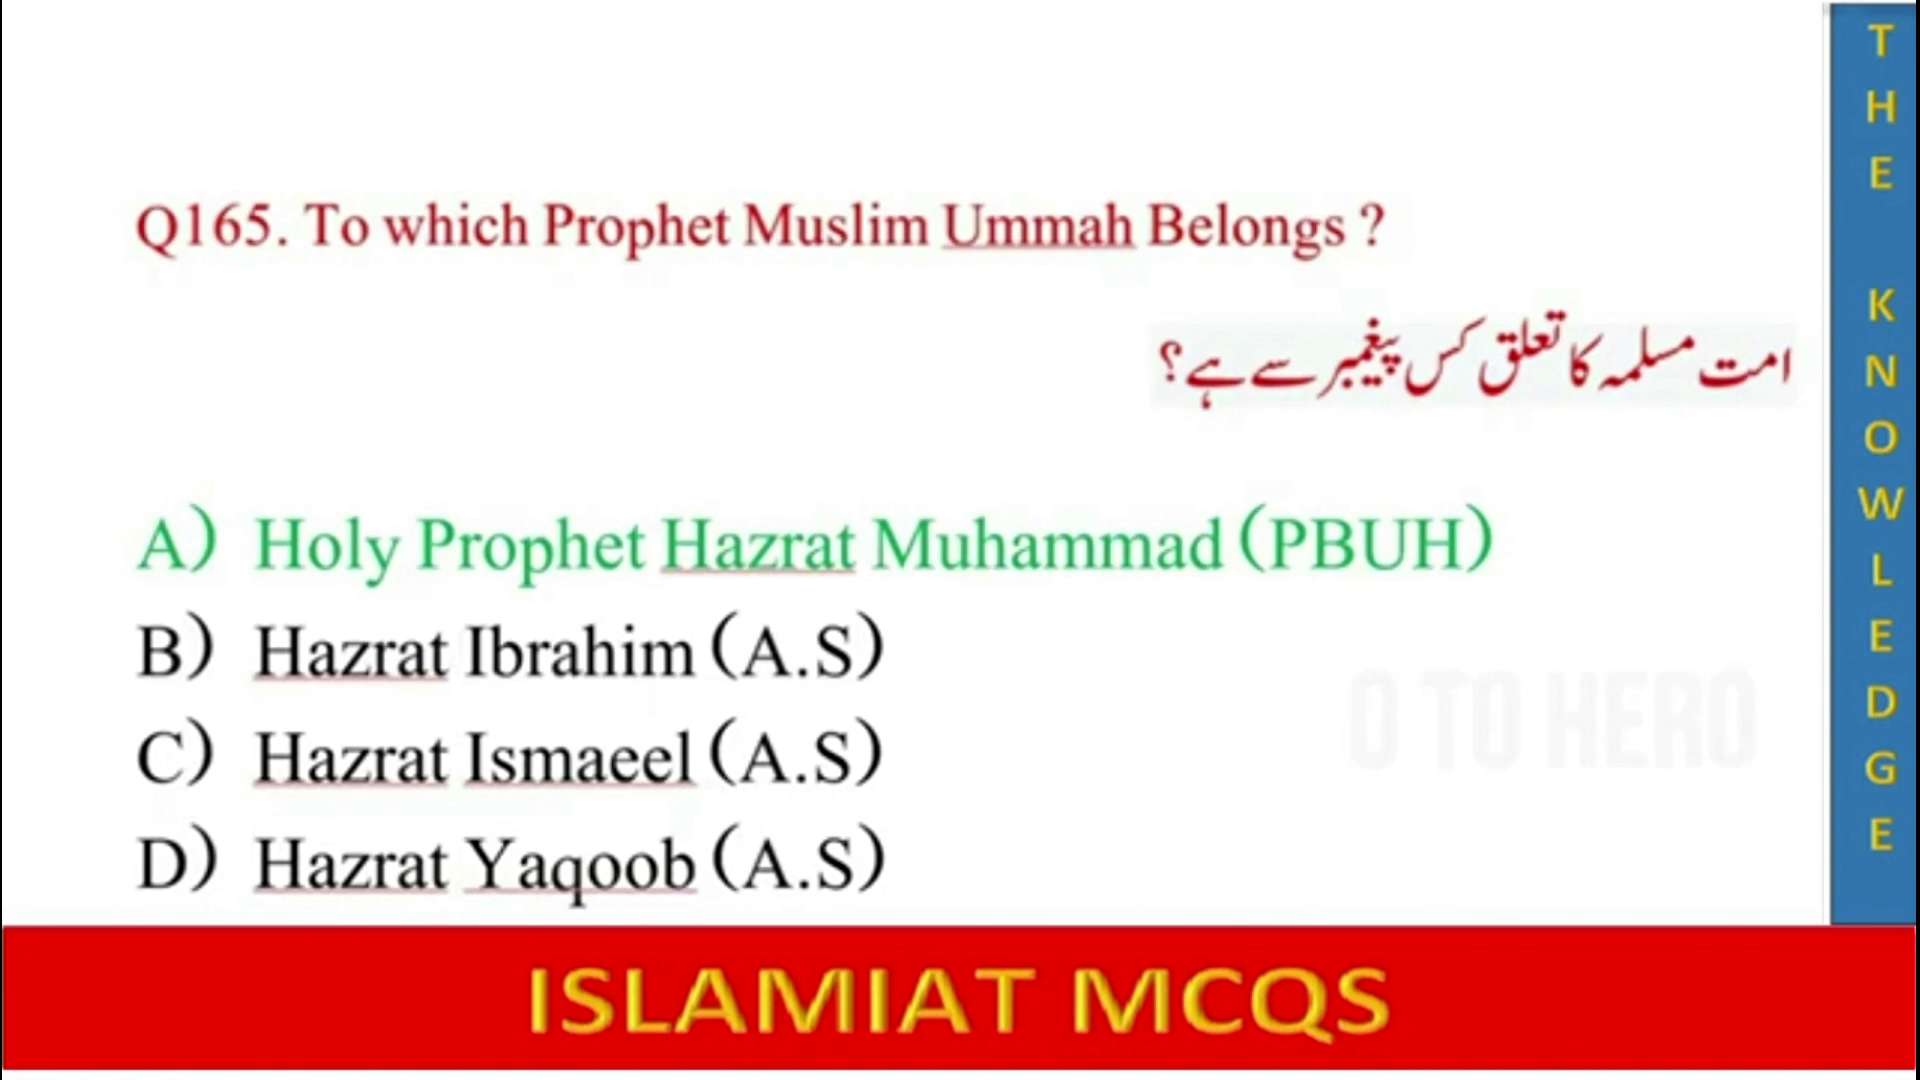 Q165. To which Prophet Muslim Ummah Belongs ?
امت مسلمہ کا تعلق کس پیغمبر سے ہے؟
A) Holy Prophet Hazrat Muhammad (PBUH)
B) Hazrat Ibrahim (A.S)
C) Hazrat Ismaeel (A.S)
D) Hazrat Yaqoob (A.S)
0 TO HERO
THE KNOWLEDGE
ISLAMIAT MCQS